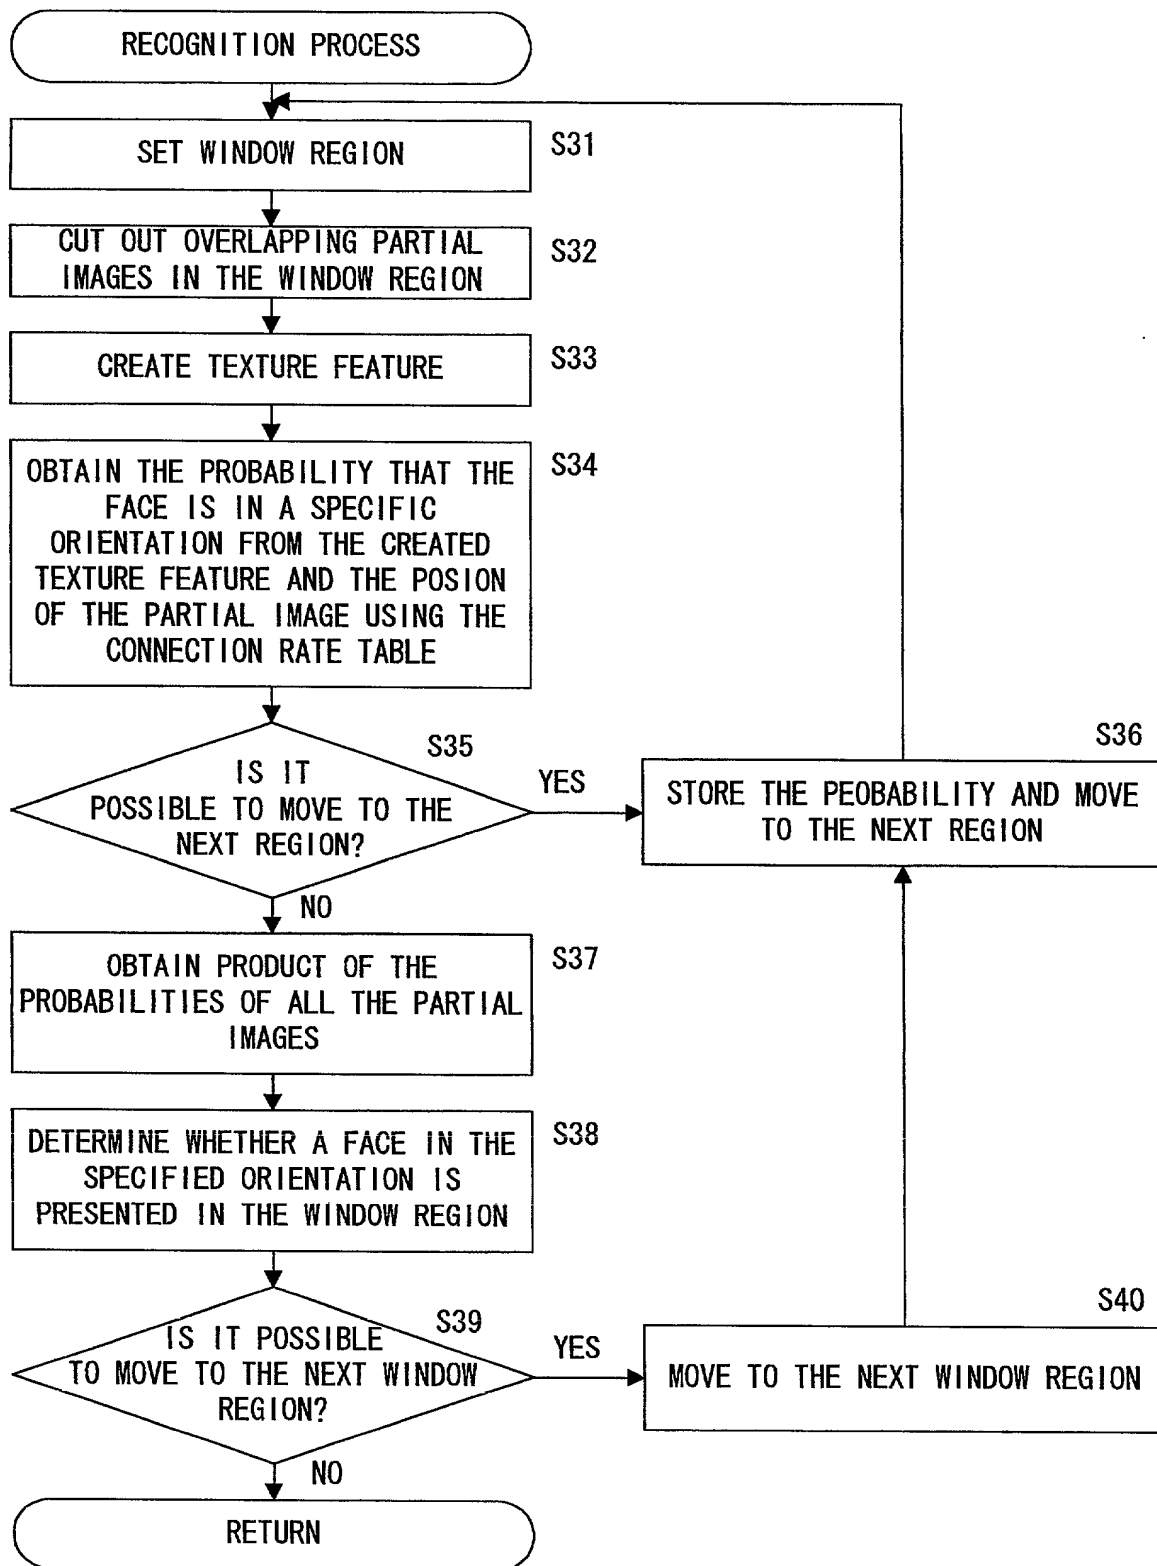 RECOGNITION PROCESS
SET WINDOW REGION
S31
CUT OUT OVERLAPPING PARTIAL
IMAGES IN THE WINDOW REGION
S32
CREATE TEXTURE FEATURE
S33
OBTAIN THE PROBABILITY THAT THE
FACE IS IN A SPECIFIC
ORIENTATION FROM THE CREATED
TEXTURE FEATURE AND THE POSION
OF THE PARTIAL IMAGE USING THE
CONNECTION RATE TABLE
S34
IS IT
POSSIBLE TO MOVE TO THE
NEXT REGION?
S35
YES
NO
S36
STORE THE PEOBABILITY AND MOVE
TO THE NEXT REGION
OBTAIN PRODUCT OF THE
PROBABILITIES OF ALL THE PARTIAL
IMAGES
S37
DETERMINE WHETHER A FACE IN THE
SPECIFIED ORIENTATION IS
PRESENTED IN THE WINDOW REGION
S38
IS IT POSSIBLE
TO MOVE TO THE NEXT WINDOW
REGION?
S39
YES
NO
S40
MOVE TO THE NEXT WINDOW REGION
RETURN